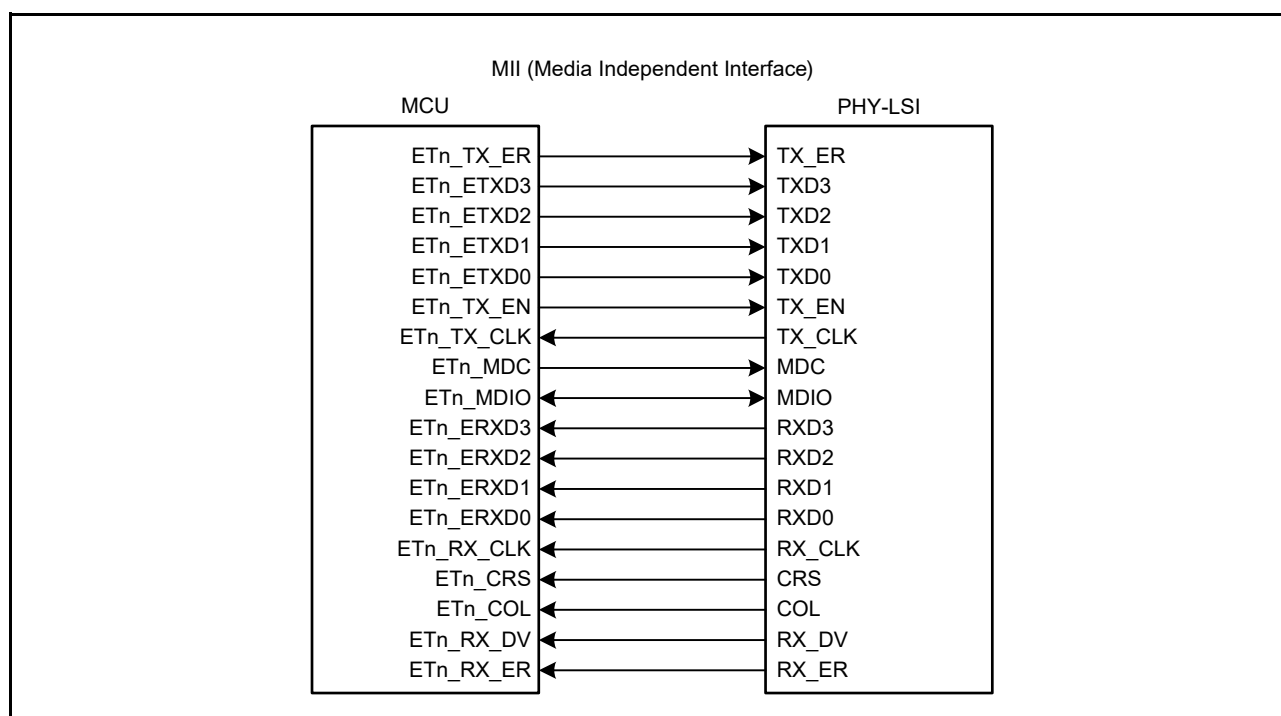 MII (Media Independent Interface)
MCU PHY-LSI
ETn_TX_ER TX_ER
ETn_ETXD3 TXD3
ETn_ETXD2 TXD2
ETn_ETXD1 TXD1
ETn_ETXD0 TXD0
ETn_TX_EN TX_EN
ETn_TX_CLK TX_CLK
ETn_MDC MDC
ETn_MDIO MDIO
ETn_ERXD3 RXD3
ETn_ERXD2 RXD2
ETn_ERXD1 RXD1
ETn_ERXD0 RXD0
ETn_RX_CLK RX_CLK
ETn_CRS CRS
ETn_COL COL
ETn_RX_DV RX_DV
ETn_RX_ER RX_ER